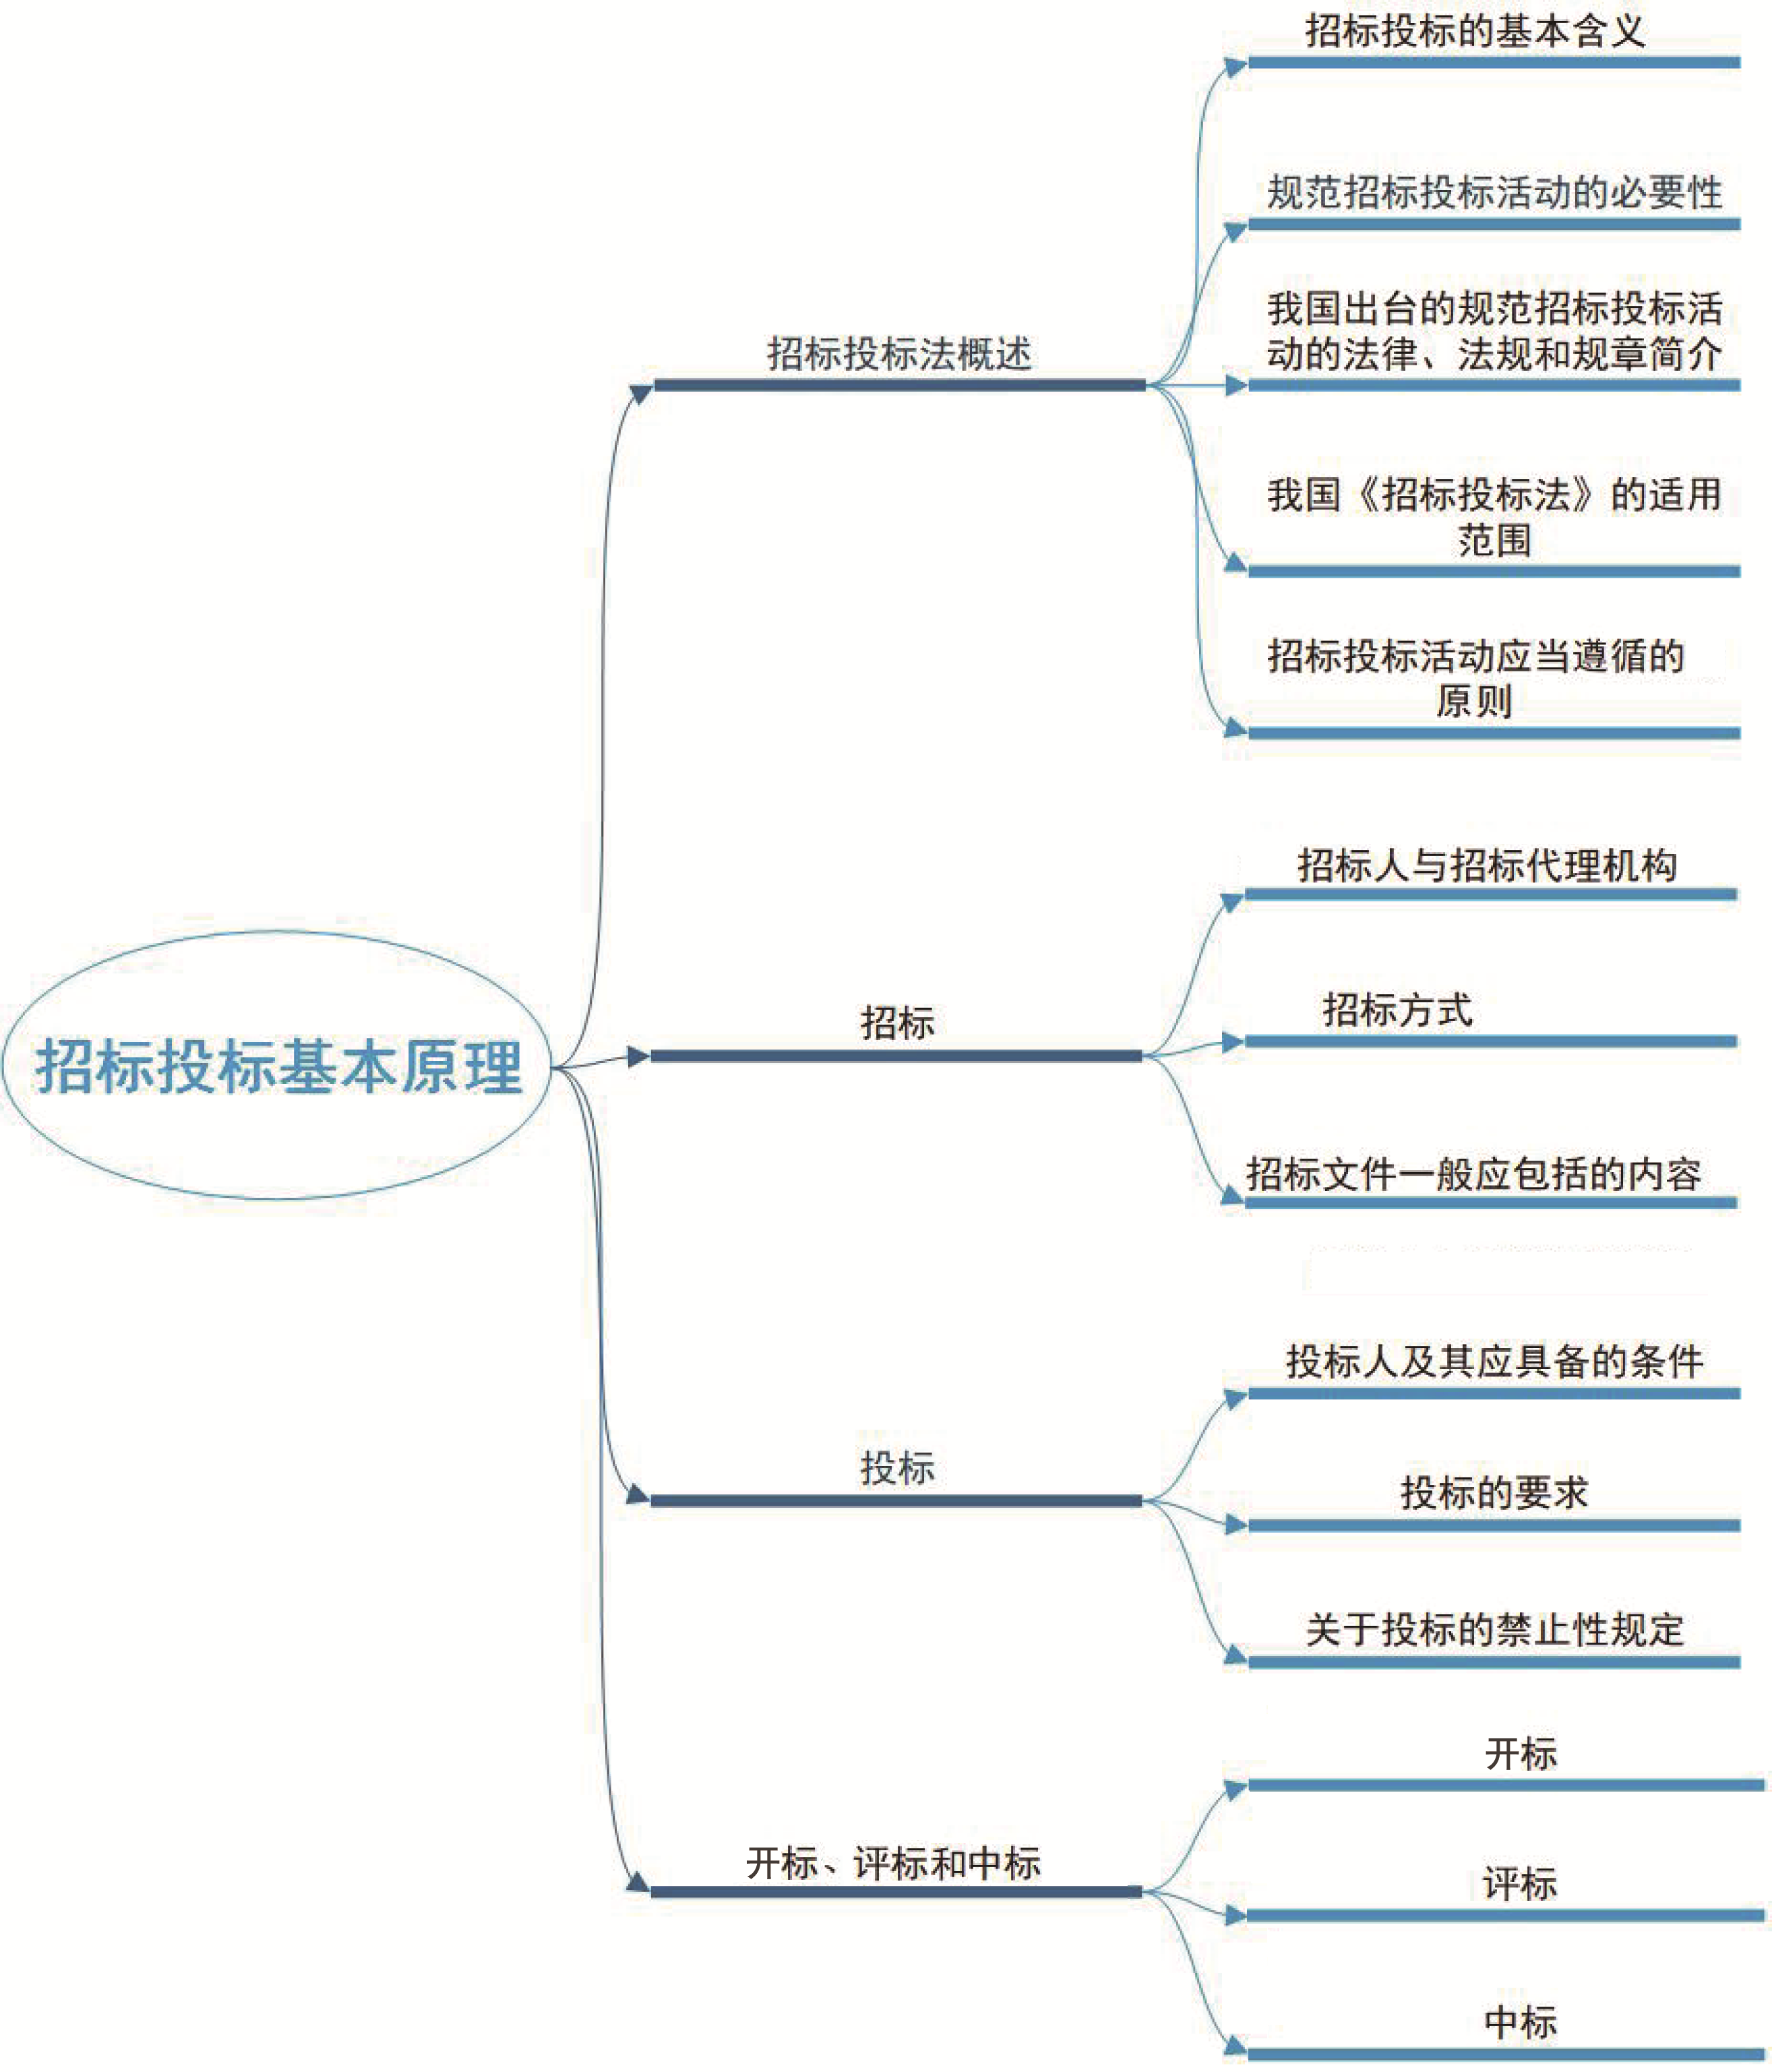 招标投标基本原理
招标投标法概述
招标投标的基本含义
规范招标投标活动的必要性
我国出台的规范招标投标活
动的法律、法规和规章简介
我国《招标投标法》的适用
范围
招标投标活动应当遵循的
原则
招标
招标人与招标代理机构
招标方式
招标文件一般应包括的内容
投标
投标人及其应具备的条件
投标的要求
关于投标的禁止性规定
开标、评标和中标
开标
评标
中标